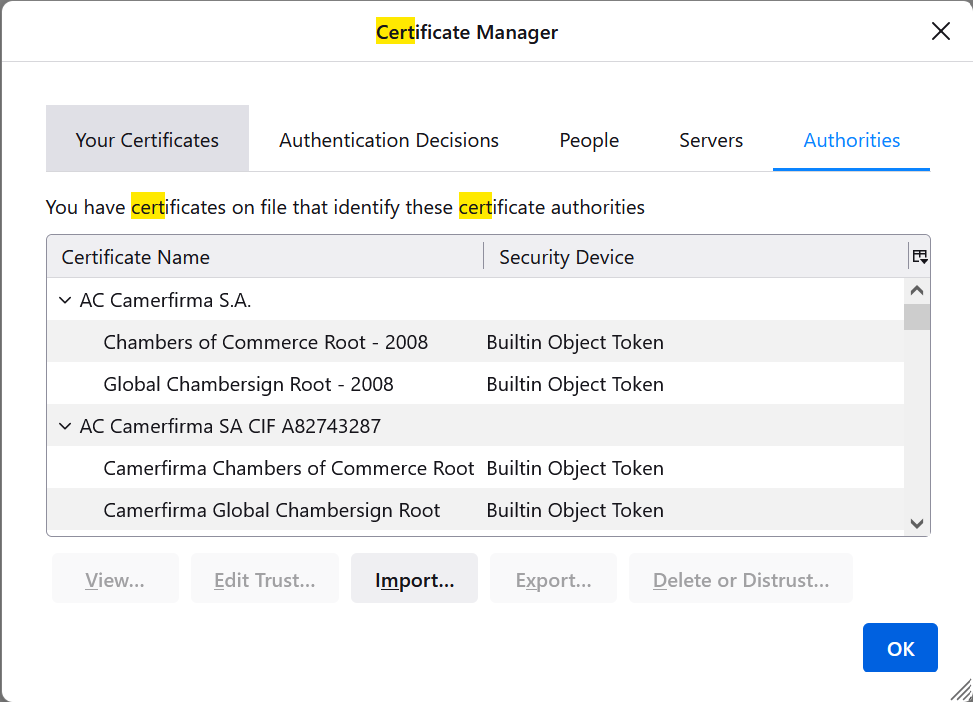 Certificate Manager
Your Certificates Authentication Decisions People Servers Authorities
You have certificates on file that identify these certificate authorities
Certificate Name Security Device
AC Camerfirma S.A.
Chambers of Commerce Root - 2008 Builtin Object Token
Global Chambersign Root - 2008 Builtin Object Token
AC Camerfirma SA CIF A82743287
Camerfirma Chambers of Commerce Root Builtin Object Token
Camerfirma Global Chambersign Root Builtin Object Token
View... Edit Trust... Import... Export... Delete or Distrust...
OK